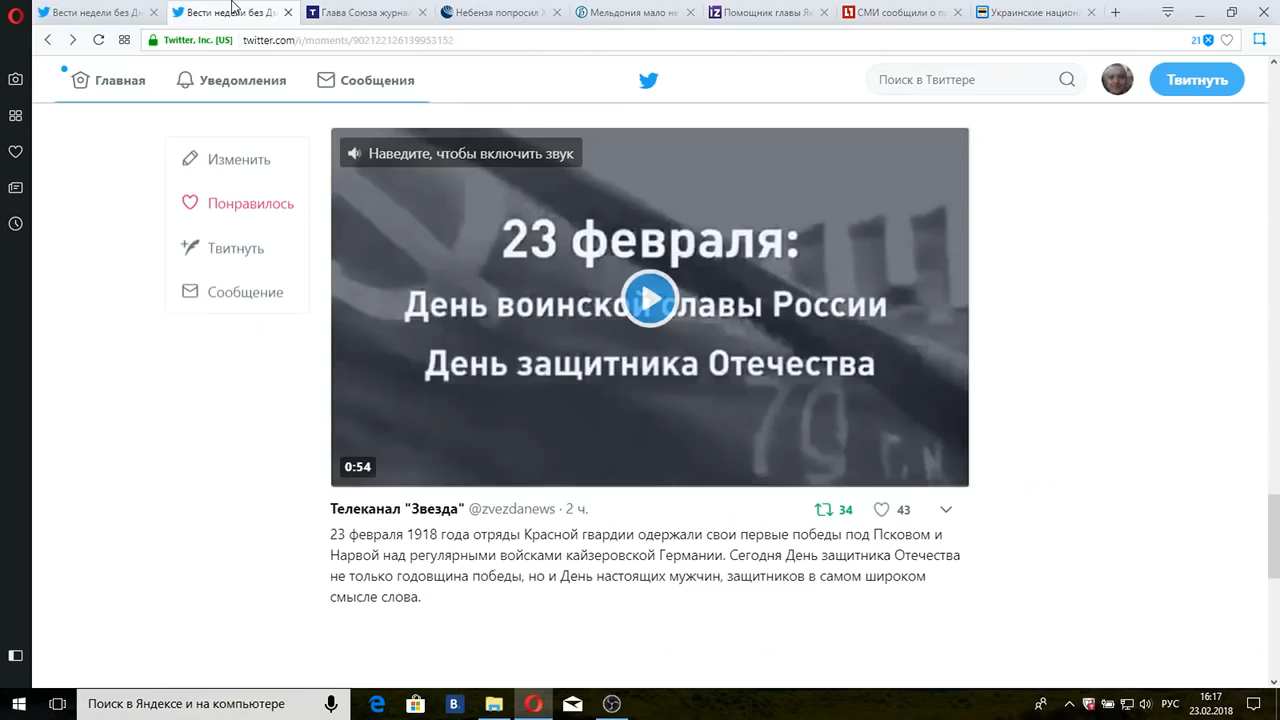 Вести недели без Дм
Вести недели без Дм
Глава Союза журнал
Небензя попросил Х
Мельдония мало не
Помощник главы Як
СМИ сообщили о п
Украинские национ
Twitter, Inc. [US]
twitter.com/i/moments/902122126139953152
21
Главная
Уведомления
Сообщения
Поиск в Твиттере
Твитнуть
Изменить
Понравилось
Твитнуть
Сообщение
Наведите, чтобы включить звук
23 февраля:
День воинской славы России
День защитника Отечества
79 г.н
0:54
Телеканал "Звезда" @zvezdanews · 2 ч.
34
43
23 февраля 1918 года отряды Красной гвардии одержали свои первые победы под Псковом и
Нарвой над регулярными войсками кайзеровской Германии. Сегодня День защитника Отечества
не только годовщина победы, но и День настоящих мужчин, защитников в самом широком
смысле слова.
Поиск в Яндексе и на компьютере
РУС
16:17
23.02.2018